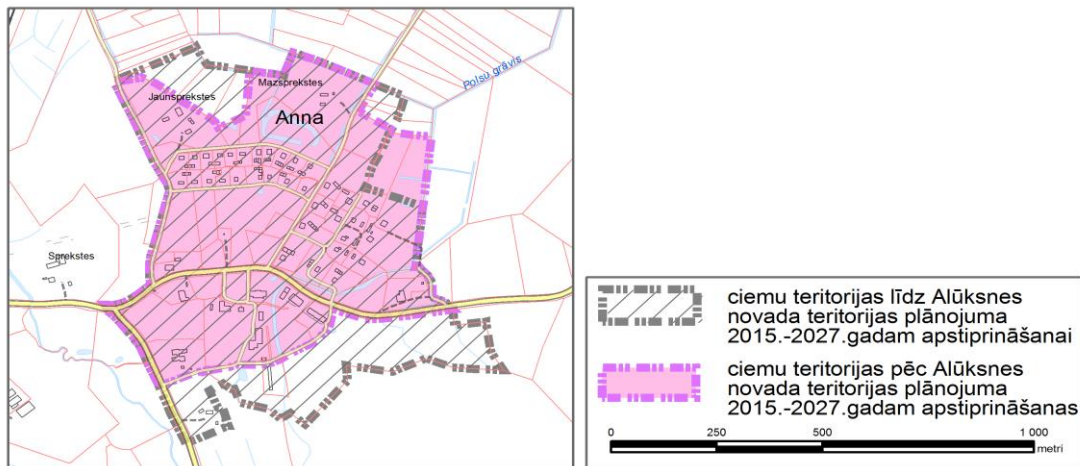 Poļsu grāvis
Mazsprekstes
Jaunsprekstes
Anna
Sprekstes
ciemu teritorijas līdz Alūksnes
novada teritorijas plānojuma
2015.-2027.gadam apstiprināšanai
ciemu teritorijas pēc Alūksnes
novada teritorijas plānojuma
2015.-2027.gadam apstiprināšanas
0 250 500 1 000
metri